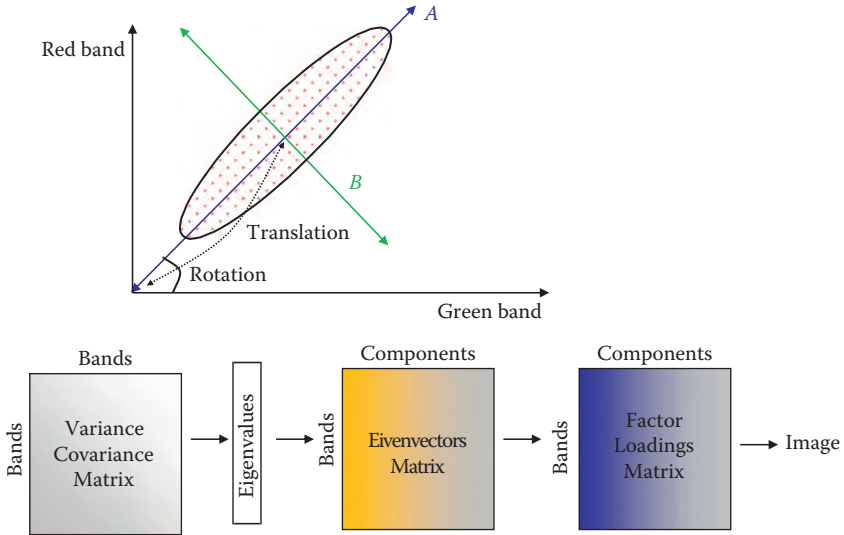 A
Red band
B
Translation
Rotation
Green band
Bands
Components
Components
Bands
Variance
Covariance
Matrix
Eigenvalues
Bands
Eivenvectors
Matrix
Bands
Factor
Loadings
Matrix
Image